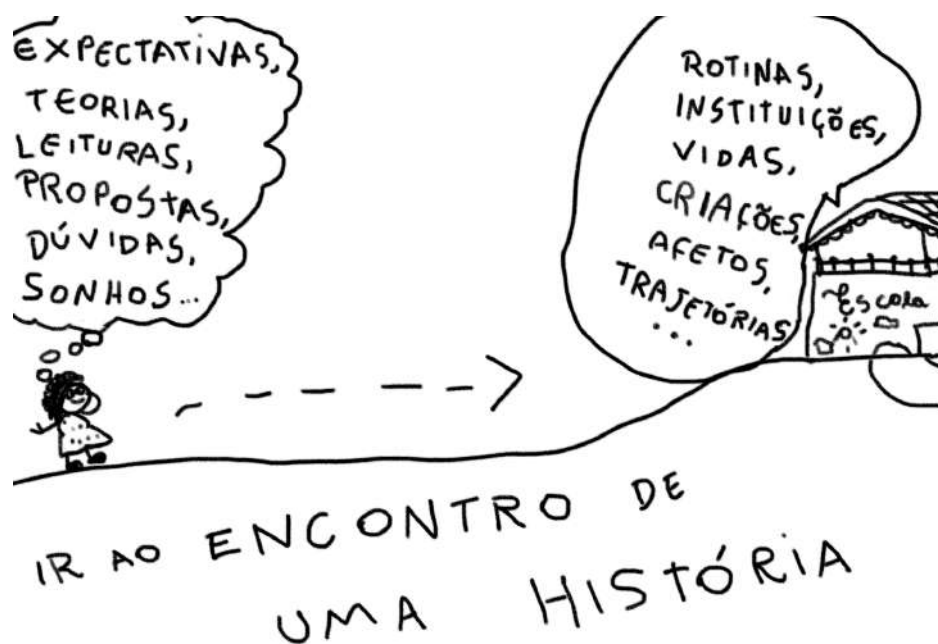 EXPECTATIVAS,
TEORIAS,
LEITURAS,
PROPOSTAS,
DÚVIDAS,
SONHOS...
ROTINAS,
INSTITUIÇÕES,
VIDAS,
CRIAÇÕES,
AFETOS,
TRAJETÓRIAS
...
Escola
IR AO ENCONTRO DE
UMA HISTÓRIA